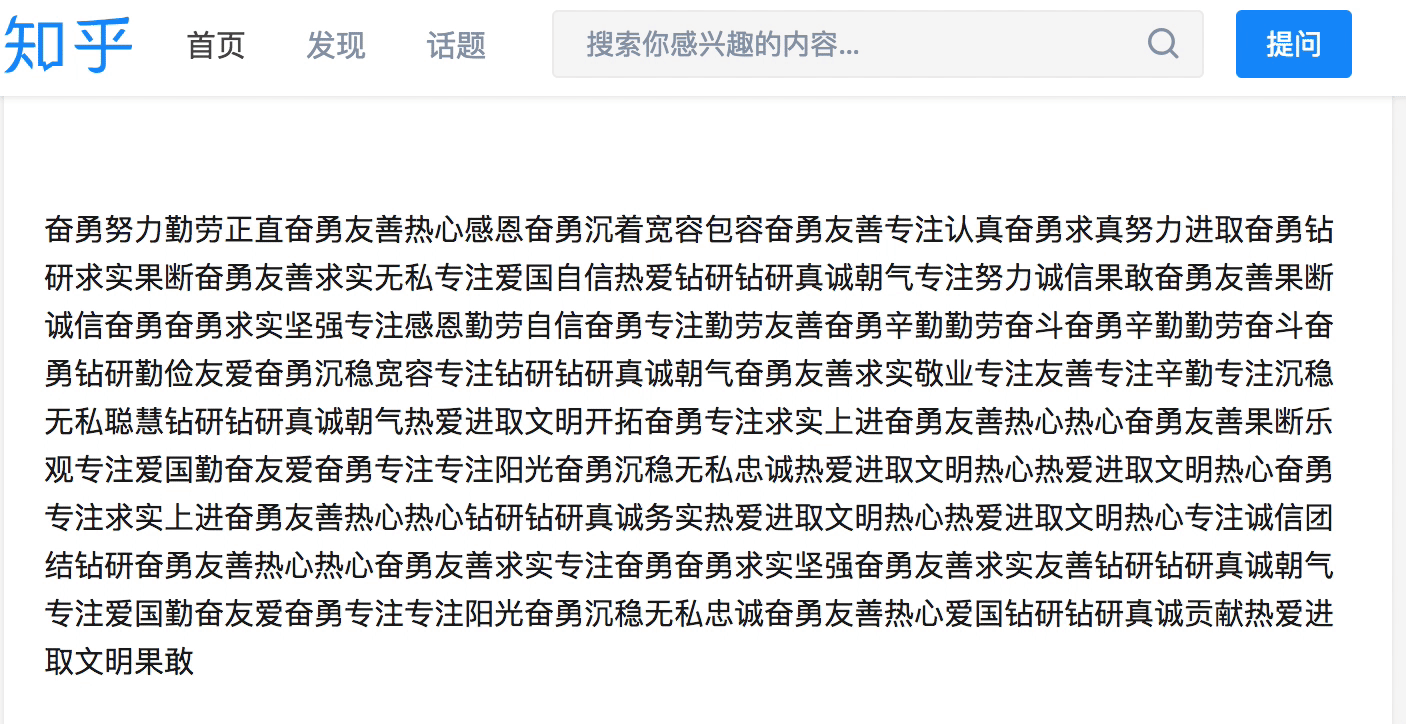 知乎 首页 发现 话题 搜索你感兴趣的内容... 提问
奋勇努力勤劳正直奋勇友善热心感恩奋勇沉着宽容包容奋勇友善专注认真奋勇求真努力进取奋勇钻
研求实果断奋勇友善求实无私专注爱国自信热爱钻研钻研真诚朝气专注努力诚信果敢奋勇友善果断
诚信奋勇奋勇求实坚强专注感恩勤劳自信奋勇专注勤劳友善奋勇辛勤勤劳奋斗奋勇辛勤勤劳奋斗奋
勇钻研勤俭友爱奋勇沉稳宽容专注钻研钻研真诚朝气奋勇友善求实敬业专注友善专注辛勤专注沉稳
无私聪慧钻研钻研真诚朝气热爱进取文明开拓奋勇专注求实上进奋勇友善热心热心奋勇友善果断乐
观专注爱国勤奋友爱奋勇专注专注阳光奋勇沉稳无私忠诚热爱进取文明热心热爱进取文明热心奋勇
专注求实上进奋勇友善热心热心钻研钻研真诚务实热爱进取文明热心热爱进取文明热心专注诚信团
结钻研奋勇友善热心热心奋勇友善求实专注奋勇奋勇求实坚强奋勇友善求实友善钻研钻研真诚朝气
专注爱国勤奋友爱奋勇专注专注阳光奋勇沉稳无私忠诚奋勇友善热心爱国钻研钻研真诚贡献热爱进
取文明果敢